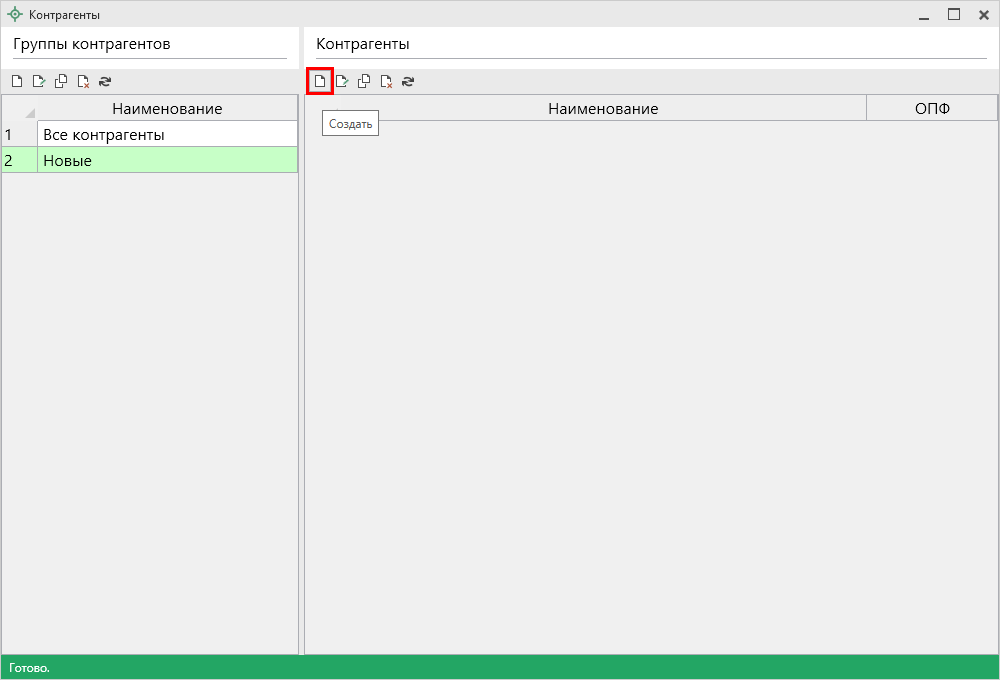 Контрагенты
Группы контрагентов
Контрагенты
Наименование
1 Все контрагенты
2 Новые
Наименование ОПФ
Создать
Готово.